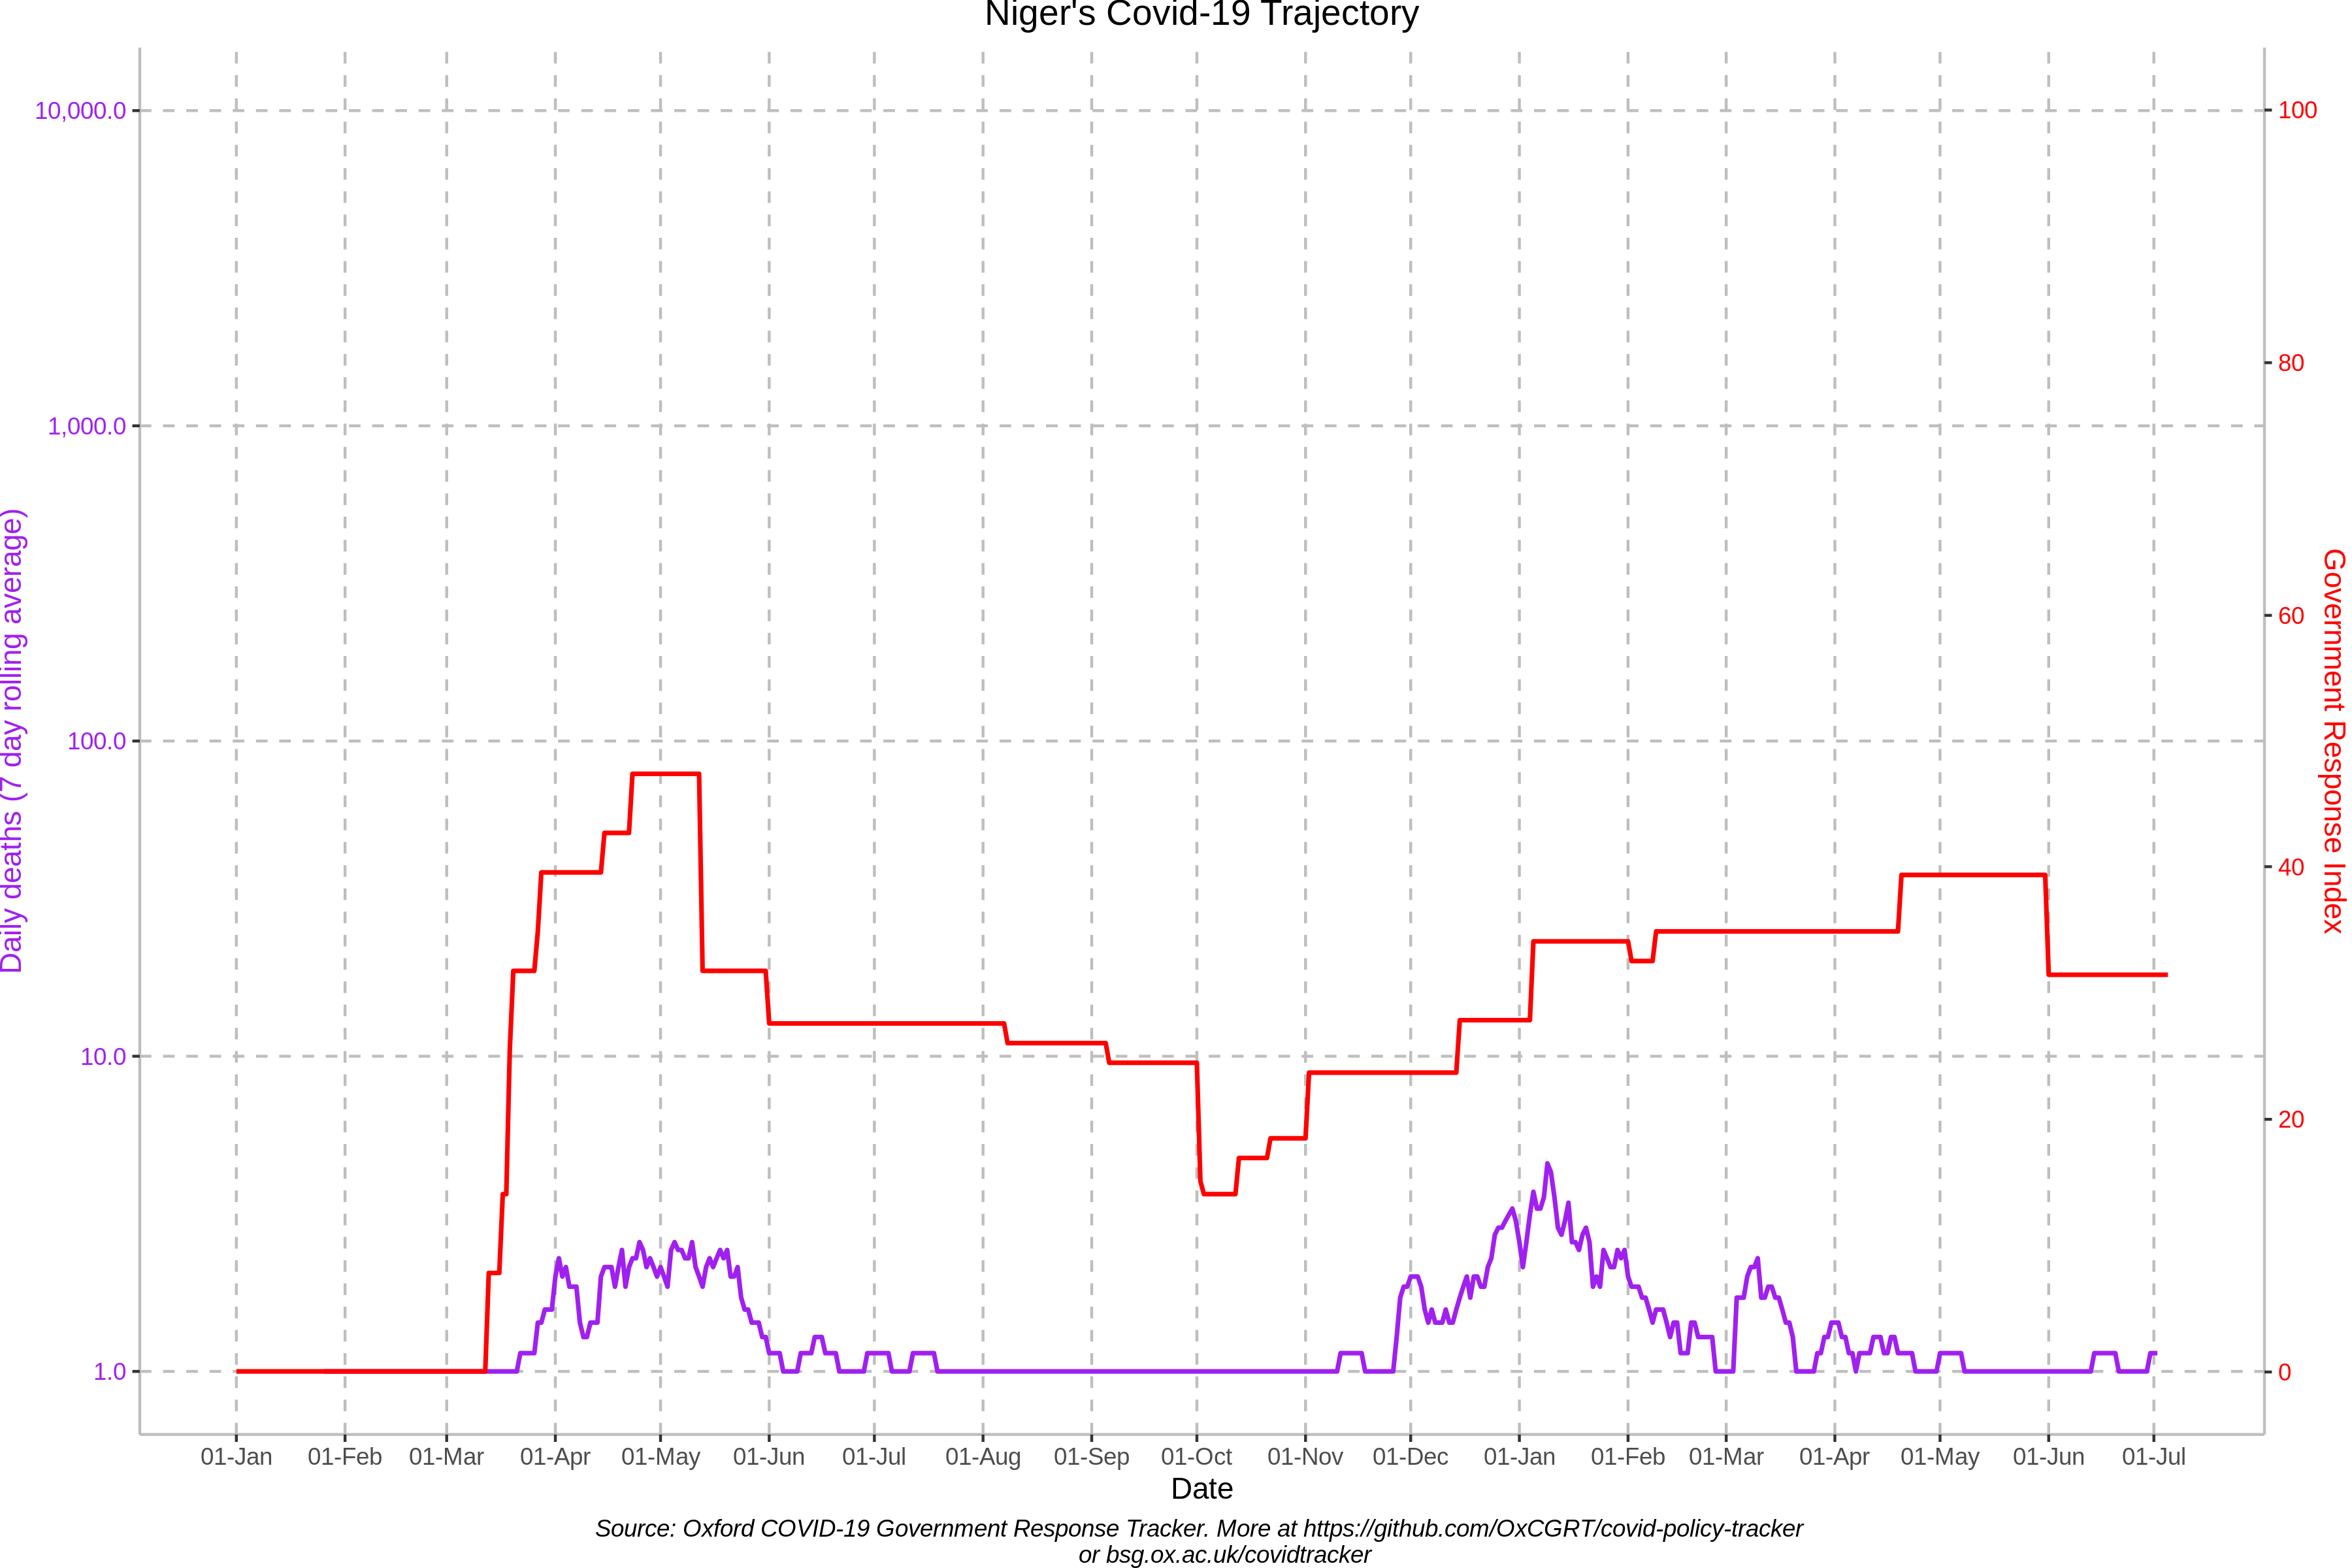 Niger's Covid-19 Trajectory
10,000.0
1,000.0
100.0
10.0
1.0
Daily deaths (7 day rolling average)
100
80
60
40
20
0
Government Response Index
01-Jan 01-Feb 01-Mar 01-Apr 01-May 01-Jun 01-Jul 01-Aug 01-Sep 01-Oct 01-Nov 01-Dec 01-Jan 01-Feb 01-Mar 01-Apr 01-May 01-Jun 01-Jul
Date
Source: Oxford COVID-19 Government Response Tracker. More at https://github.com/OxCGRT/covid-policy-tracker
or bsg.ox.ac.uk/covidtracker